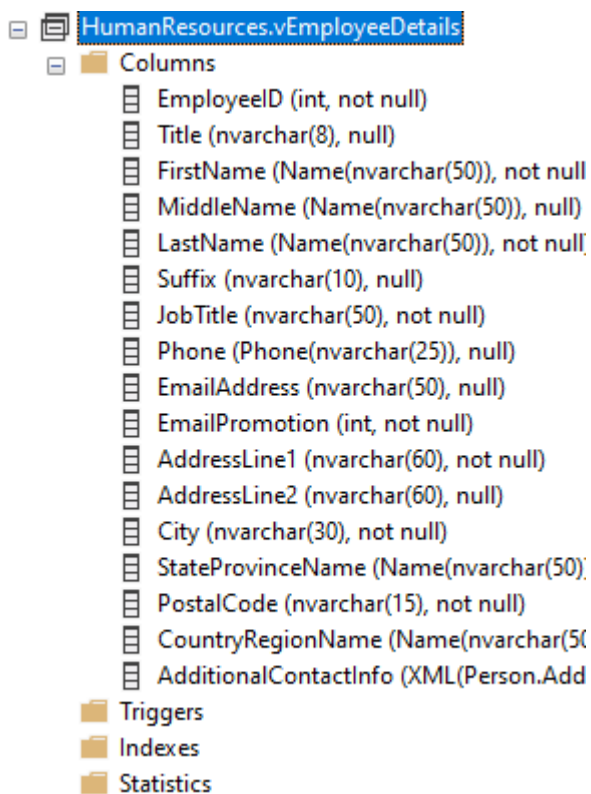 HumanResources.vEmployeeDetails
Columns
EmployeeID (int, not null)
Title (nvarchar(8), null)
FirstName (Name(nvarchar(50)), not null
MiddleName (Name(nvarchar(50)), null)
LastName (Name(nvarchar(50)), not null)
Suffix (nvarchar(10), null)
JobTitle (nvarchar(50), not null)
Phone (Phone(nvarchar(25)), null)
EmailAddress (nvarchar(50), null)
EmailPromotion (int, not null)
AddressLine1 (nvarchar(60), not null)
AddressLine2 (nvarchar(60), null)
City (nvarchar(30), not null)
StateProvinceName (Name(nvarchar(50))
PostalCode (nvarchar(15), not null)
CountryRegionName (Name(nvarchar(50
AdditionalContactInfo (XML(Person.Add
Triggers
Indexes
Statistics